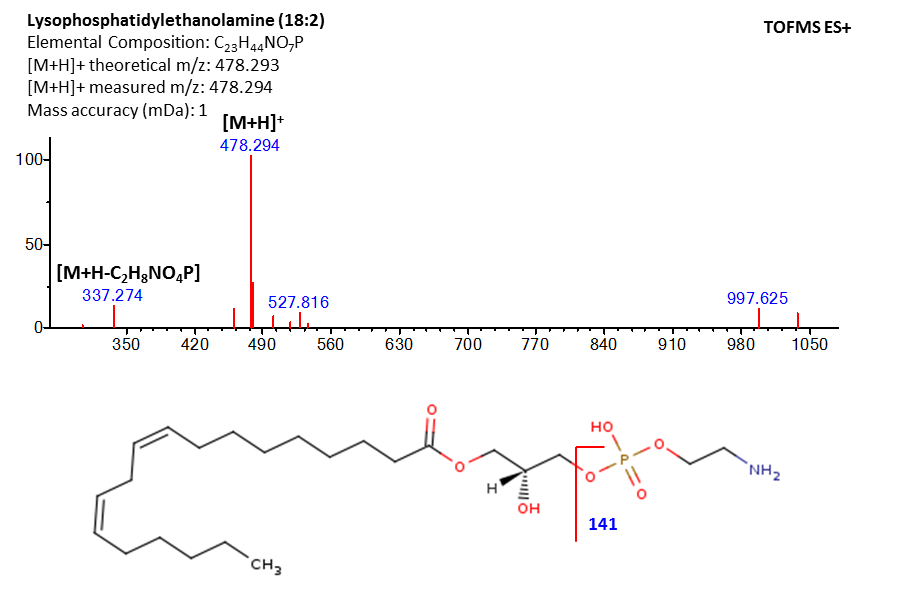 Lysophosphatidylethanolamine (18:2)
TOFMS ES+
Elemental Composition: C₂₃H₄₄NO₇P
[M+H]+ theoretical m/z: 478.293
[M+H]+ measured m/z: 478.294
Mass accuracy (mDa): 1
[M+H]⁺
478.294
100
50
[M+H-C₂H₈NO₄P]
337.274
527.816
997.625
0
350 420 490 560 630 700 770 840 910 980 1050
O
HO
O
O
P
O
O
NH₂
H
OH
141
CH₃